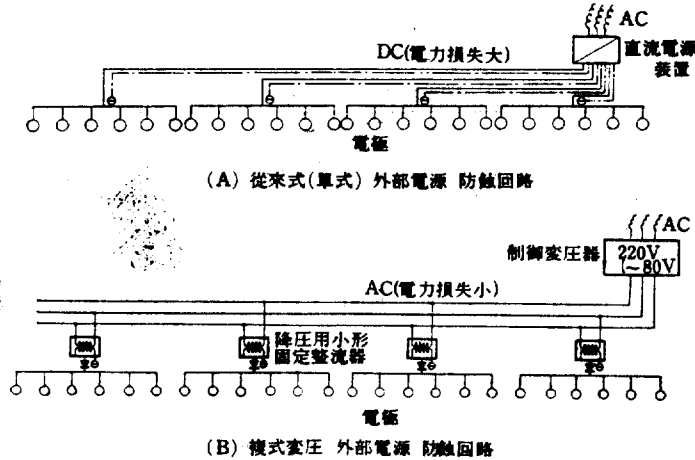 AC
DC(電力損失大)
直流電源
装置
電極
(A) 從來式(單式) 外部電源 防蝕回路
AC
制御変圧器
220V
~80V
AC(電力損失小)
降圧用小形
固定整流器
電極
(B) 複式変圧 外部電源 防蝕回路